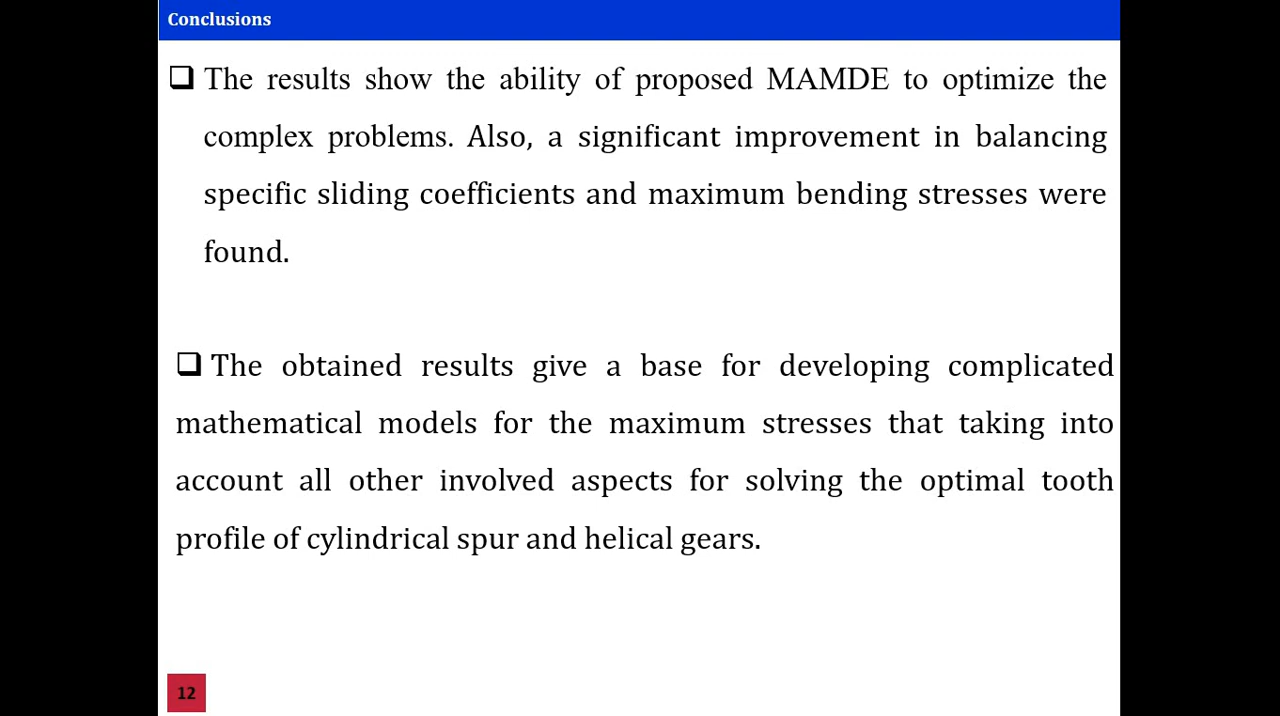 Conclusions
The results show the ability of proposed MAMDE to optimize the
complex problems. Also, a significant improvement in balancing
specific sliding coefficients and maximum bending stresses were
found.
The obtained results give a base for developing complicated
mathematical models for the maximum stresses that taking into
account all other involved aspects for solving the optimal tooth
profile of cylindrical spur and helical gears.
12